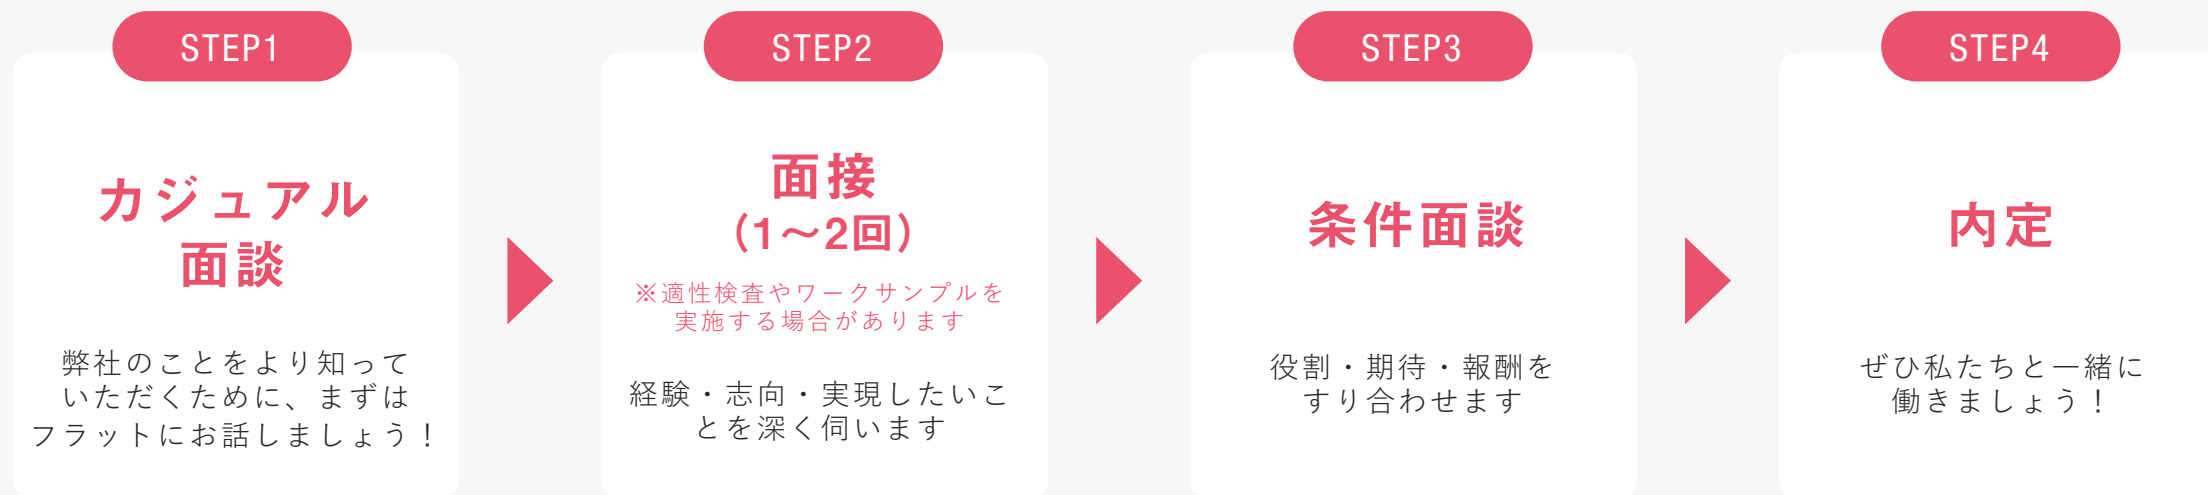 STEP1
カジュアル
面談
弊社のことをより知って
いただくために、まずは
フラットにお話しましょう！
STEP2
面接
(1〜2回)
※適性検査やワークサンプルを
実施する場合があります
経験・志向・実現したいこ
とを深く伺います
STEP3
条件面談
役割・期待・報酬を
すり合わせます
STEP4
内定
ぜひ私たちと一緒に
働きましょう！